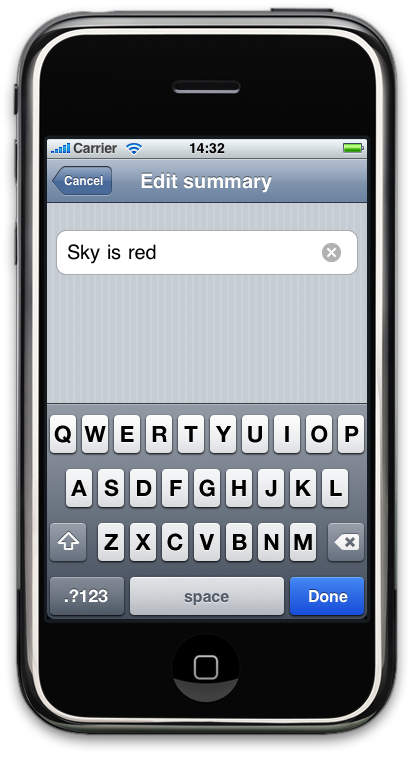 Carrier 14:32
Cancel Edit summary
Sky is red
Q W E R T Y U I O P
A S D F G H J K L
Z X C V B N M
.?123 space Done